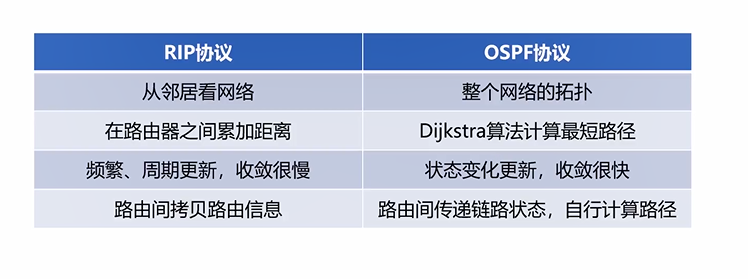 RIP协议 OSPF协议
从邻居看网络 整个网络的拓扑
在路由器之间累加距离 Dijkstra算法计算最短路径
频繁、周期更新，收敛很慢 状态变化更新，收敛很快
路由间拷贝路由信息 路由间传递链路状态，自行计算路径